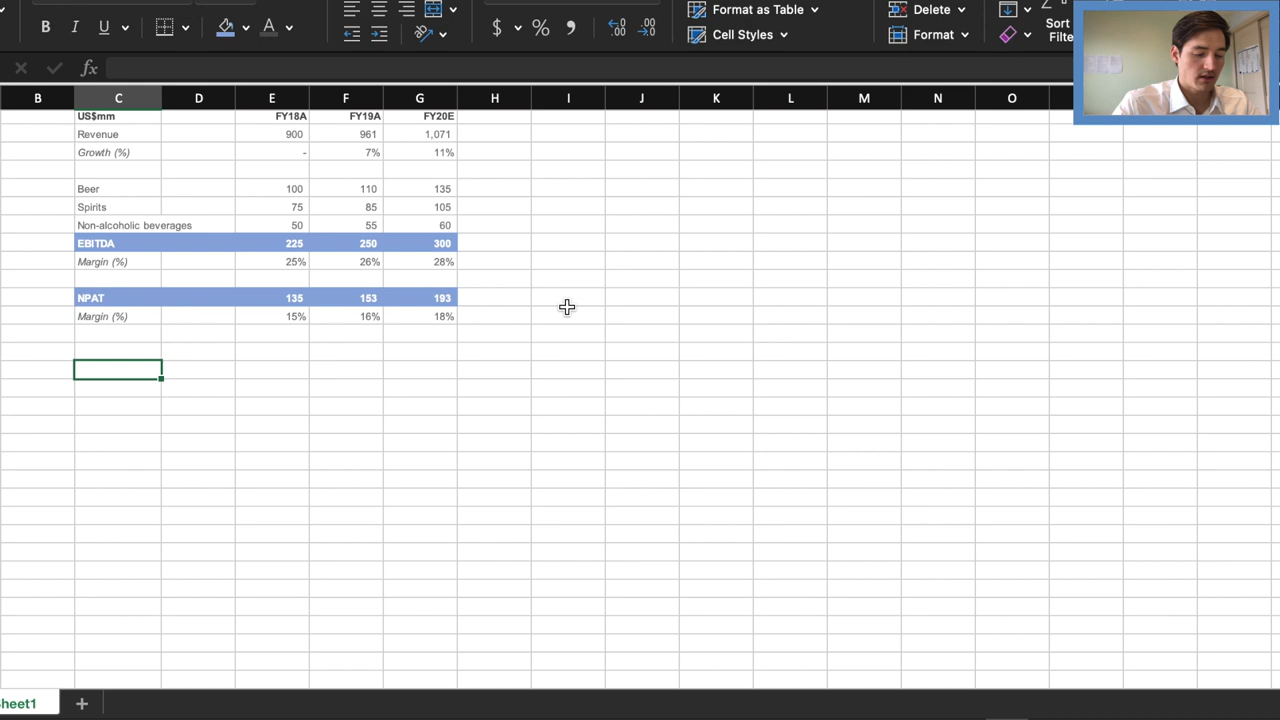 Format as Table
Delete
B I U A $ % Cell Styles Format Sort
Filte
fx
B C D E F G H I J K L M N O
US$mm FY18A FY19A FY20E
Revenue 900 961 1,071
Growth (%) - 7% 11%
Beer 100 110 135
Spirits 75 85 105
Non-alcoholic beverages 50 55 60
EBITDA 225 250 300
Margin (%) 25% 26% 28%
NPAT 135 153 193
Margin (%) 15% 16% 18%
heet1 +